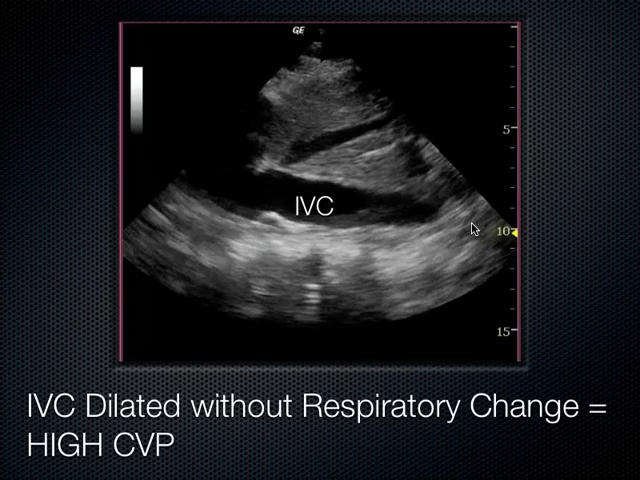 GE
5
IVC
10
15
IVC Dilated without Respiratory Change =
HIGH CVP